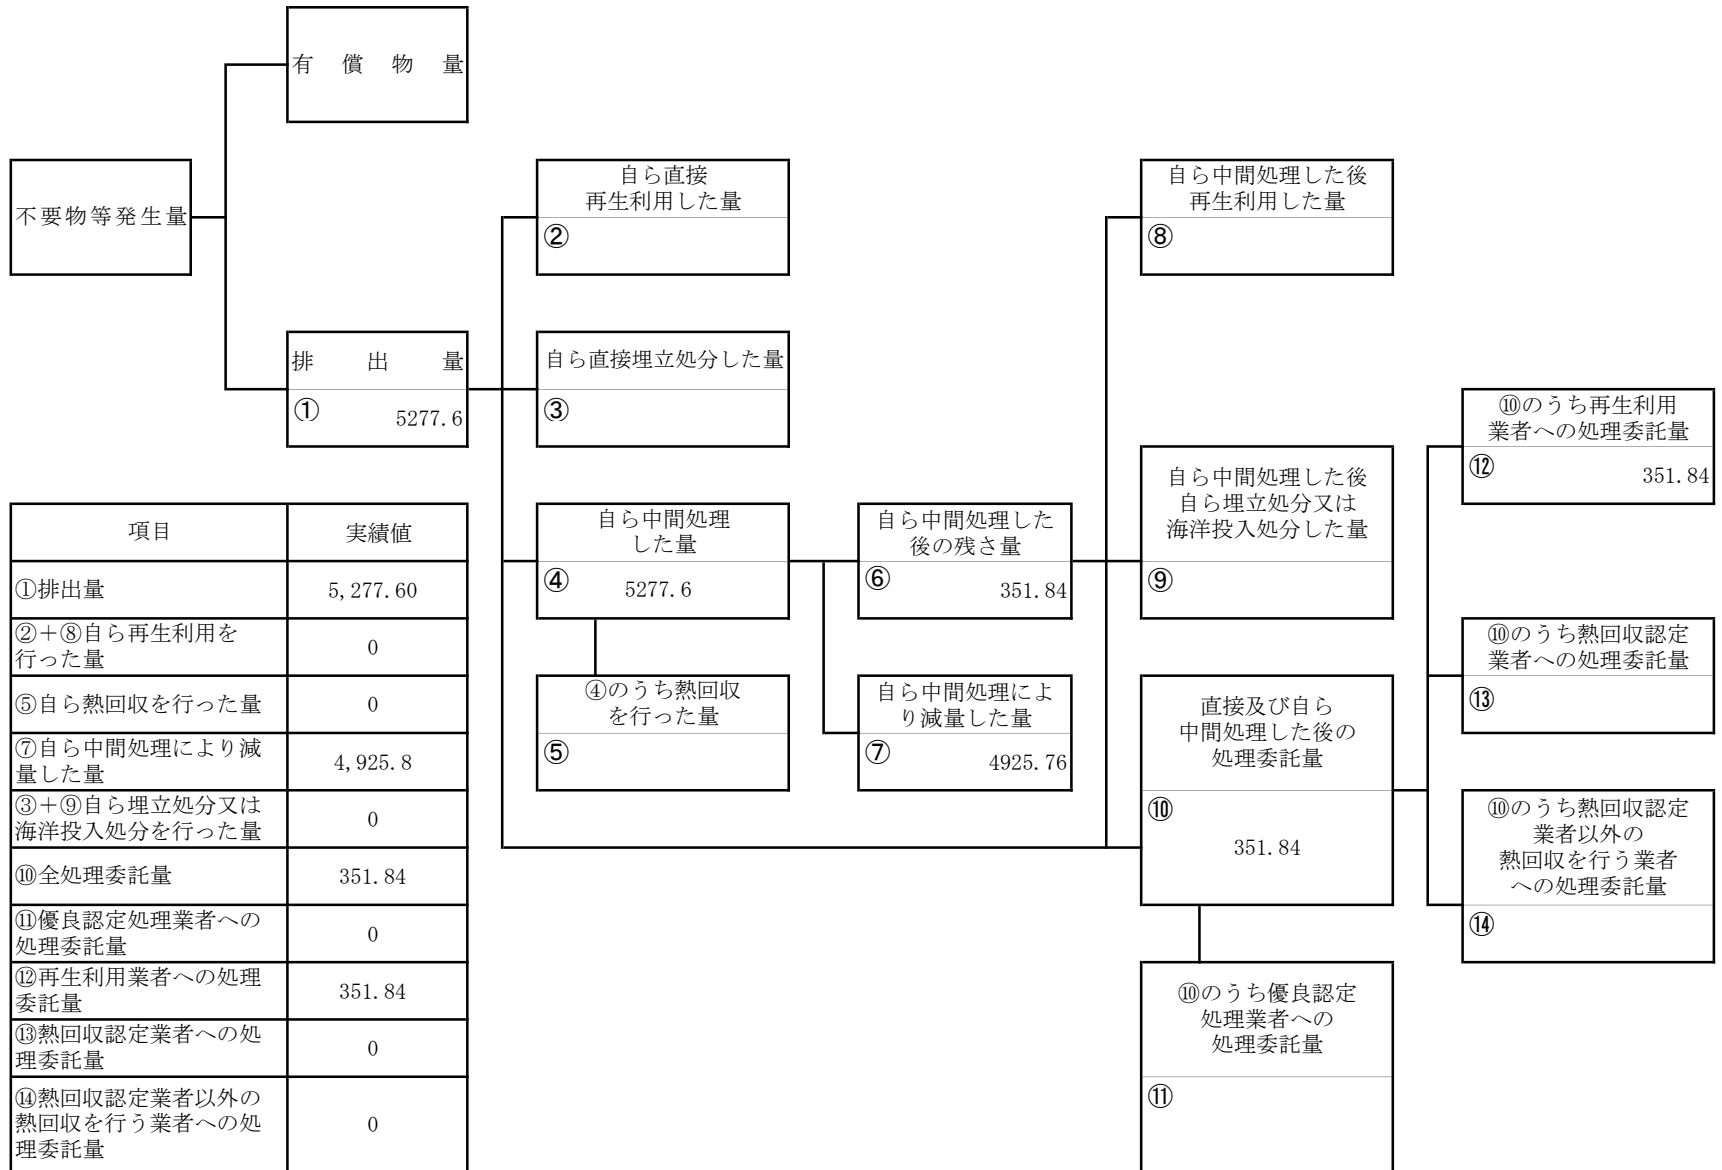 有償物量
不要物等発生量
自ら直接
再生利用した量
②
自ら中間処理した後
再生利用した量
⑧
排出量
① 5277.6
自ら直接埋立処分した量
③
⑩のうち再生利用
業者への処理委託量
⑫ 351.84
自ら中間処理
した量
④ 5277.6
自ら中間処理した
後の残さ量
⑥ 351.84
自ら中間処理した後
自ら埋立処分又は
海洋投入処分した量
⑨
⑩のうち熱回収認定
業者への処理委託量
⑬
④のうち熱回収
を行った量
⑤
自ら中間処理によ
り減量した量
⑦ 4925.76
直接及び自ら
中間処理した後の
処理委託量
⑩
351.84
⑩のうち熱回収認定
業者以外の
熱回収を行う業者
への処理委託量
⑭
⑩のうち優良認定
処理業者への
処理委託量
⑪
項目 実績値
①排出量 5,277.60
②+⑧自ら再生利用を
行った量 0
⑤自ら熱回収を行った量 0
⑦自ら中間処理により減
量した量 4,925.8
③+⑨自ら埋立処分又は
海洋投入処分を行った量 0
⑩全処理委託量 351.84
⑪優良認定処理業者への
処理委託量 0
⑫再生利用業者への処理
委託量 351.84
⑬熱回収認定業者への処
理委託量 0
⑭熱回収認定業者以外の
熱回収を行う業者への処
理委託量 0